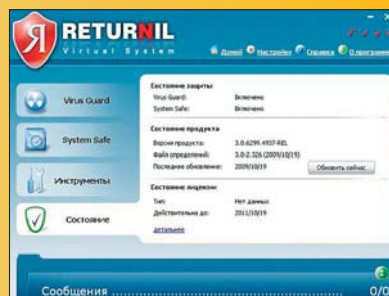 RETURNIL
Virtual System
Домой Настройки Справка О программе
Virus Guard
System Safe
Инструменты
Состояние
Состояние защиты
Virus Guard: Включено
System Safe: Включено
Состояние продукта
Версия продукта: 3.0.6299.4937-REL
Файл определений: 3.0-2.326 (2009/10/19)
Последнее обновление: 2009/10/19 Обновить сейчас
Состояние лицензии
Тип: Нет данных
Действительно до: 2011/10/19
детальнее
Сообщения 0/0